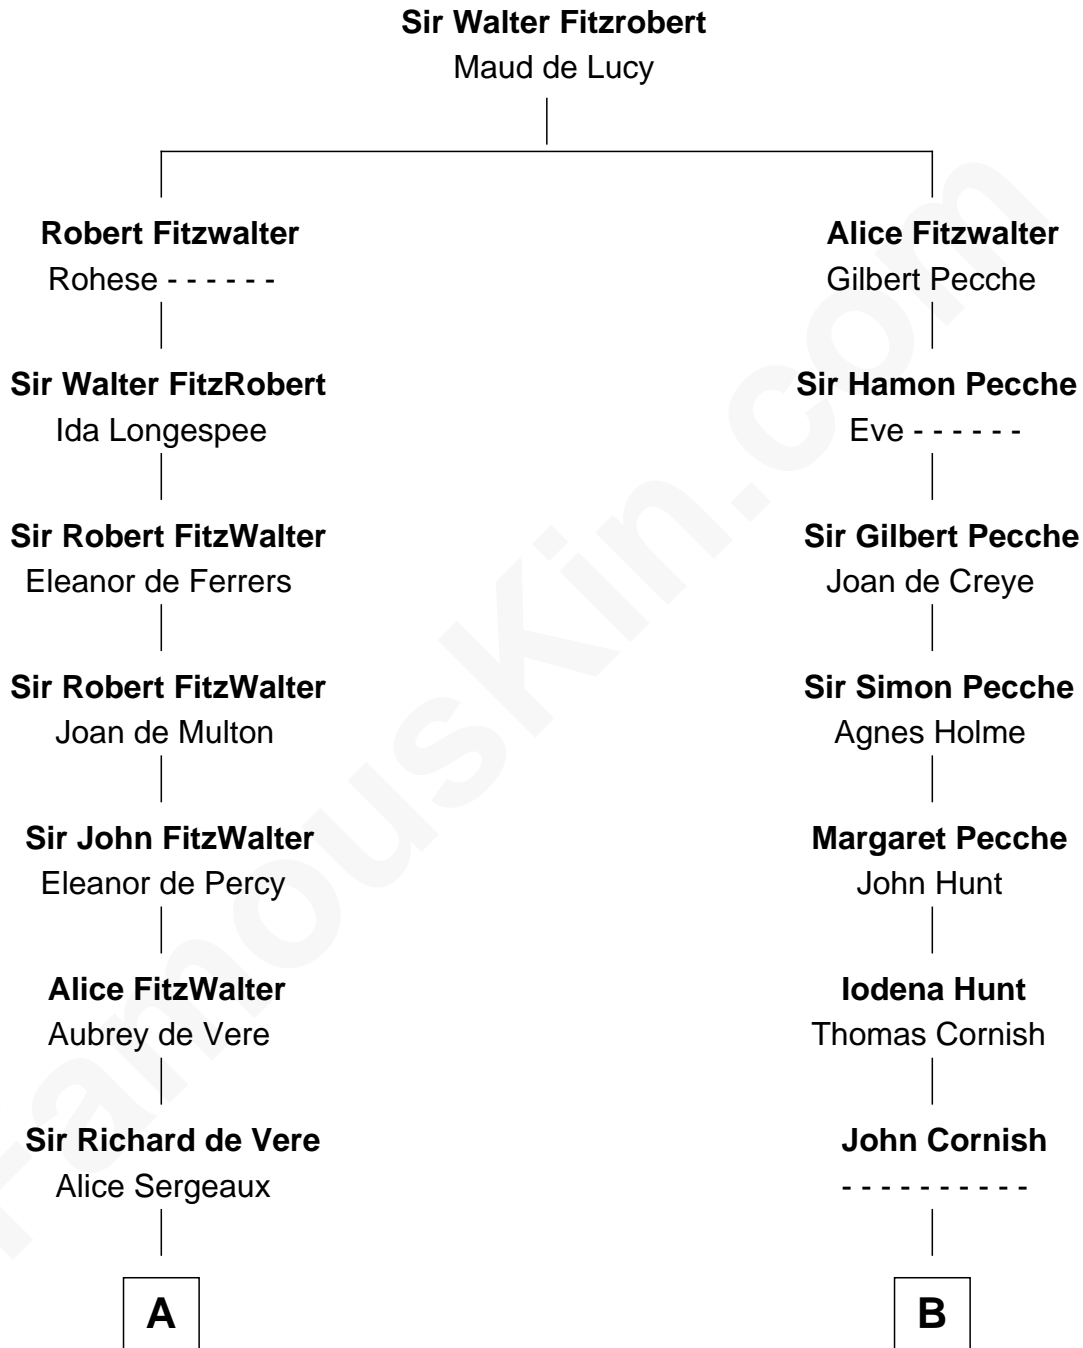 Sir Walter Fitzrobert
Maud de Lucy
Robert Fitzwalter
Rohese - - - - - -
Alice Fitzwalter
Gilbert Pecche
Sir Walter FitzRobert
Ida Longespee
Sir Hamon Pecche
Eve - - - - - -
Sir Robert FitzWalter
Eleanor de Ferrers
Sir Gilbert Pecche
Joan de Creye
Sir Robert FitzWalter
Joan de Multon
Sir Simon Pecche
Agnes Holme
Sir John FitzWalter
Eleanor de Percy
Margaret Pecche
John Hunt
Alice FitzWalter
Aubrey de Vere
Iodena Hunt
Thomas Cornish
Sir Richard de Vere
Alice Sergeaux
John Cornish
- - - - - - - - - -
A
B
FamousKin.com